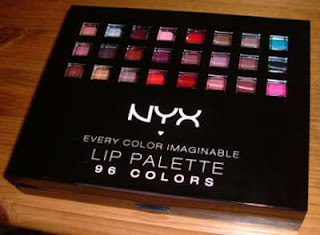 NYX
EVERY COLOR IMAGINABLE
LIP PALETTE
96 COLORS